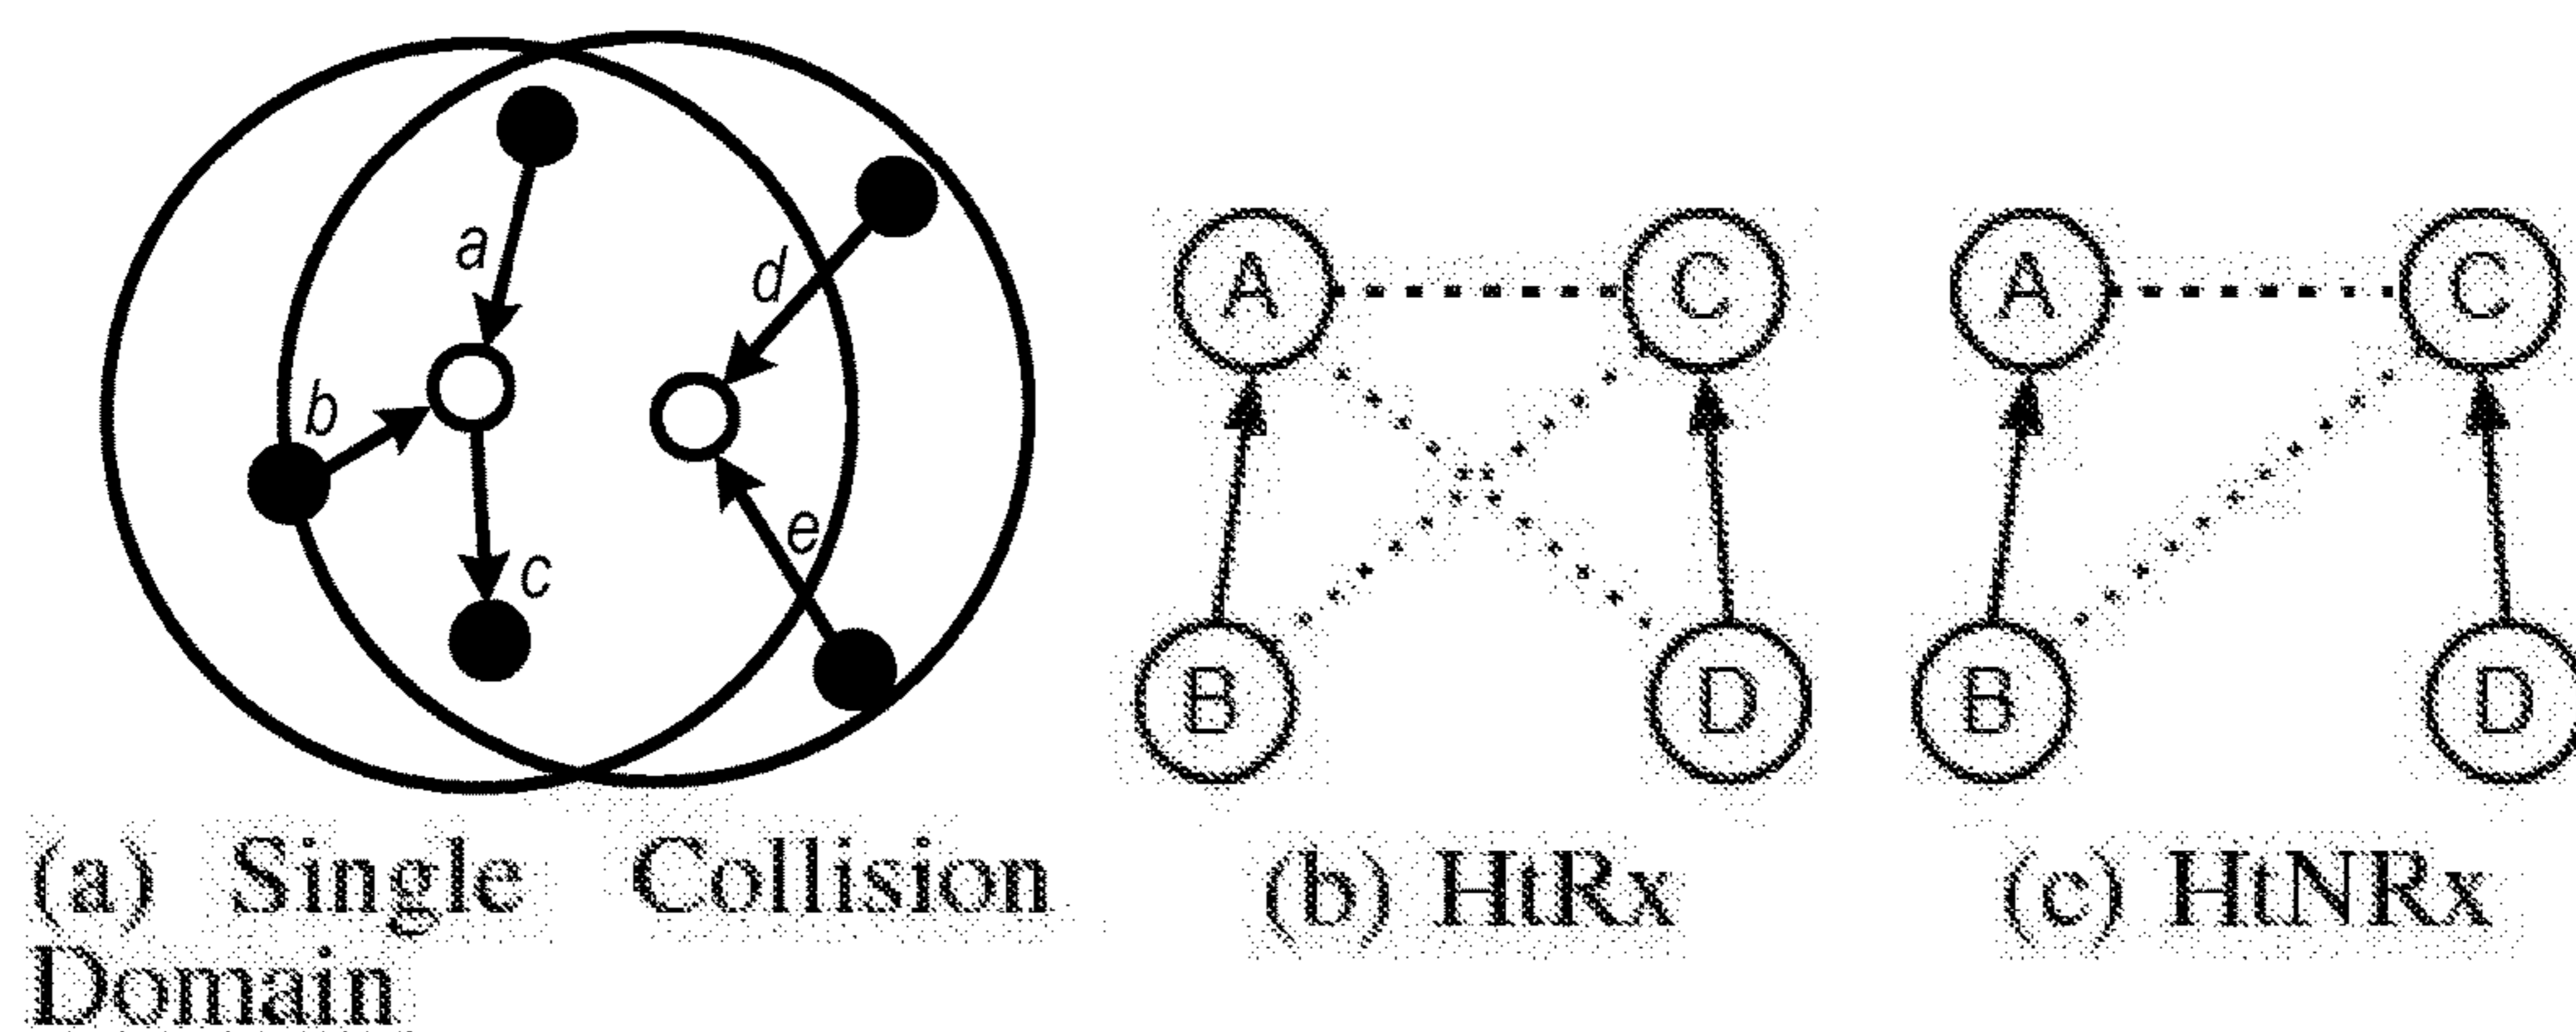 a
d
b
e
c
A
C
A
C
B
D
B
D
(a) Single Collision
Domain
(b) HtRx
(c) HtNRx